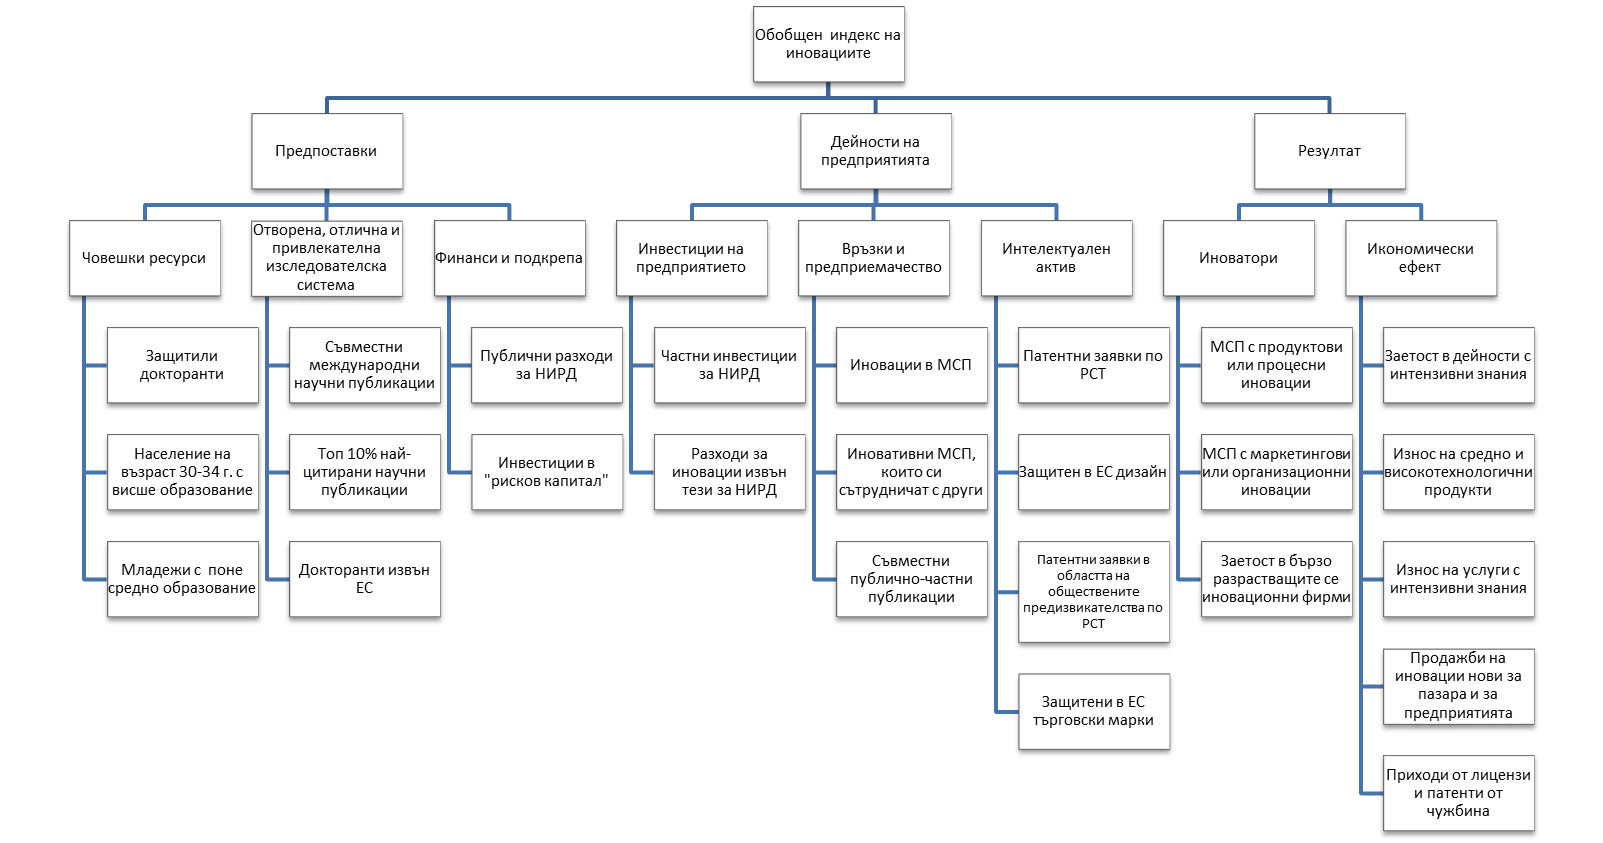 Обобщен индекс на
иновациите
Предпоставки
Дейности на
предприятията
Резултат
Човешки ресурси
Отворена, отлична и
привлекателна
изследователска
система
Финанси и подкрепа
Инвестиции на
предприятието
Връзки и
предприемачество
Интелектуален
актив
Иноватори
Икономически
ефект
Защитили
докторанти
Население на
възраст 30-34 г. с
висше образование
Младежи с поне
средно образование
Съвместни
международни
научни публикации
Топ 10% най-
цитирани научни
публикации
Докторанти извън
ЕС
Публични разходи
за НИРД
Инвестиции в
"рисков капитал"
Частни инвестиции
за НИРД
Разходи за
иновации извън
тези за НИРД
Иновации в МСП
Иновативни МСП,
които си
сътрудничат с други
Съвместни
публично-частни
публикации
Патентни заявки по
РСТ
Защитен в ЕС дизайн
Патентни заявки в
областта на
обществените
предизвикателства по
РСТ
Защитени в ЕС
търговски марки
МСП с продуктови
или процесни
иновации
МСП с маркетингови
или организационни
иновации
Заетост в бързо
разрастващите се
иновационни фирми
Заетост в дейности с
интензивни знания
Износ на средно и
високотехнологични
продукти
Износ на услуги с
интензивни знания
Продажби на
иновации нови за
пазара и за
предприятията
Приходи от лицензи
и патенти от
чужбина